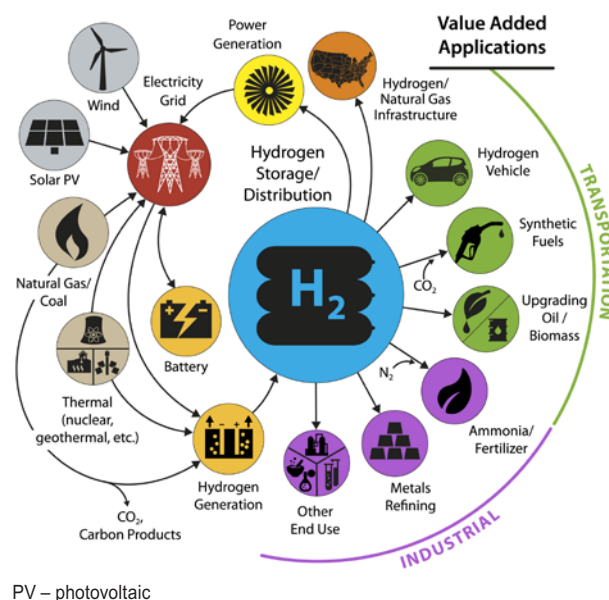 Value Added
Applications
Power
Generation
Electricity
Grid
Wind
Solar PV
Hydrogen/
Natural Gas
Infrastructure
Hydrogen
Storage/
Distribution
Hydrogen
Vehicle
TRANSPORTATION
Synthetic
Fuels
CO2
H2
Natural Gas/
Coal
Battery
Upgrading
Oil /
Biomass
N2
Thermal
(nuclear,
geothermal, etc.)
Ammonia/
Fertilizer
Hydrogen
Generation
Metals
Refining
Other
End Use
INDUSTRIAL
CO2,
Carbon Products
PV – photovoltaic